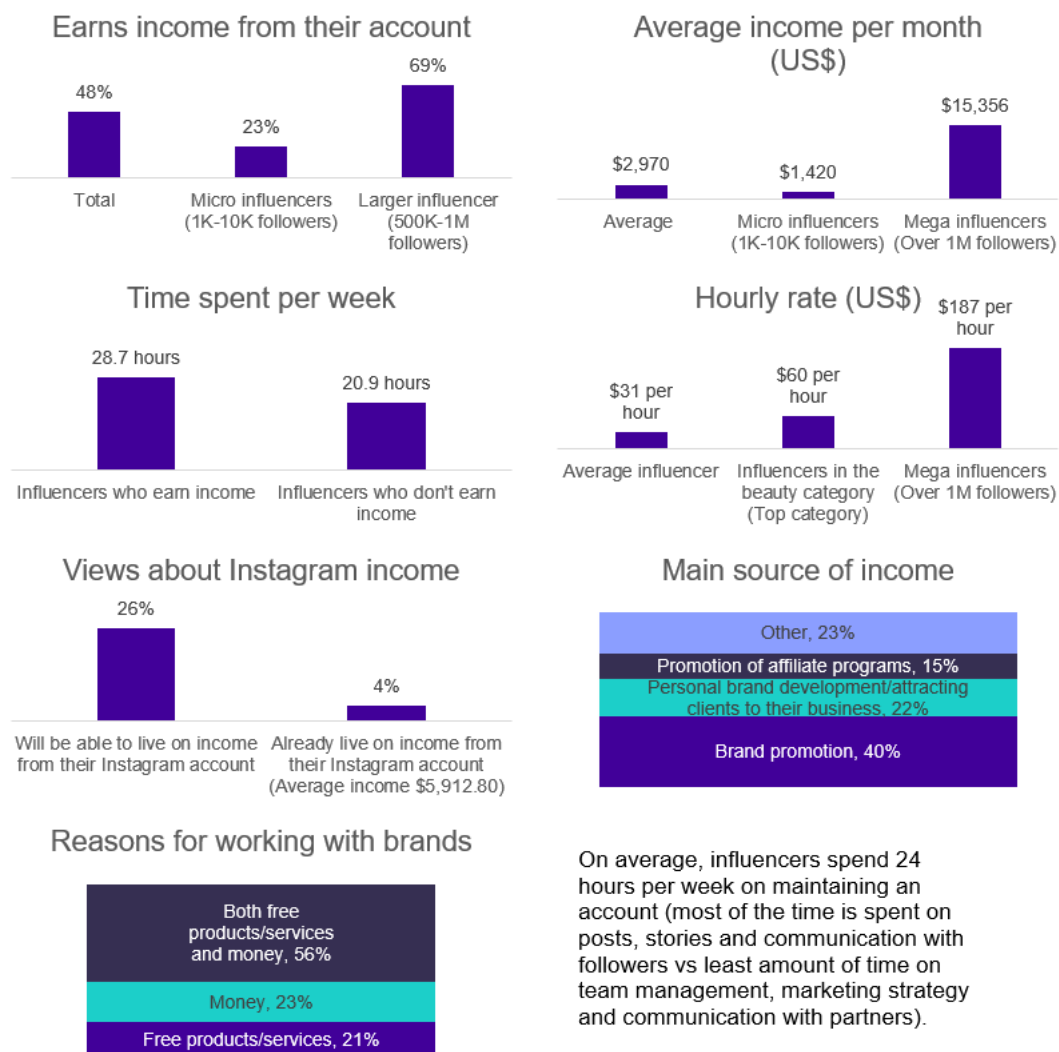 Earns income from their account
48%
23%
69%
Total
Micro influencers
(1K-10K followers)
Larger influencer
(500K-1M
followers)
Average income per month
(US$)
$2,970
$1,420
$15,356
Average
Micro influencers
(1K-10K followers)
Mega influencers
(Over 1M followers)
Time spent per week
28.7 hours
20.9 hours
Influencers who earn income
Influencers who don't earn
income
Hourly rate (US$)
$31 per
hour
$60 per
hour
$187 per
hour
Average influencer
Influencers in the
beauty category
(Top category)
Mega influencers
(Over 1M followers)
Views about Instagram income
26%
4%
Will be able to live on income
from their Instagram account
Already live on income from
their Instagram account
(Average income $5,912.80)
Main source of income
Other, 23%
Promotion of affiliate programs, 15%
Personal brand development/attracting
clients to their business, 22%
Brand promotion, 40%
Reasons for working with brands
Both free
products/services
and money, 56%
Money, 23%
Free products/services, 21%
On average, influencers spend 24
hours per week on maintaining an
account (most of the time is spent on
posts, stories and communication with
followers vs least amount of time on
team management, marketing strategy
and communication with partners).